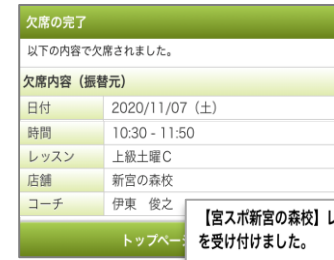 欠席の完了
以下の内容で欠席されました。
欠席内容（振替元）
日付 2020/11/07（土）
時間 10:30 - 11:50
レッスン 上級土曜C
店舗 新宮の森校
コーチ 伊東 俊之
トップペー
【宮スポ新宮の森校】レ
を受け付けました。